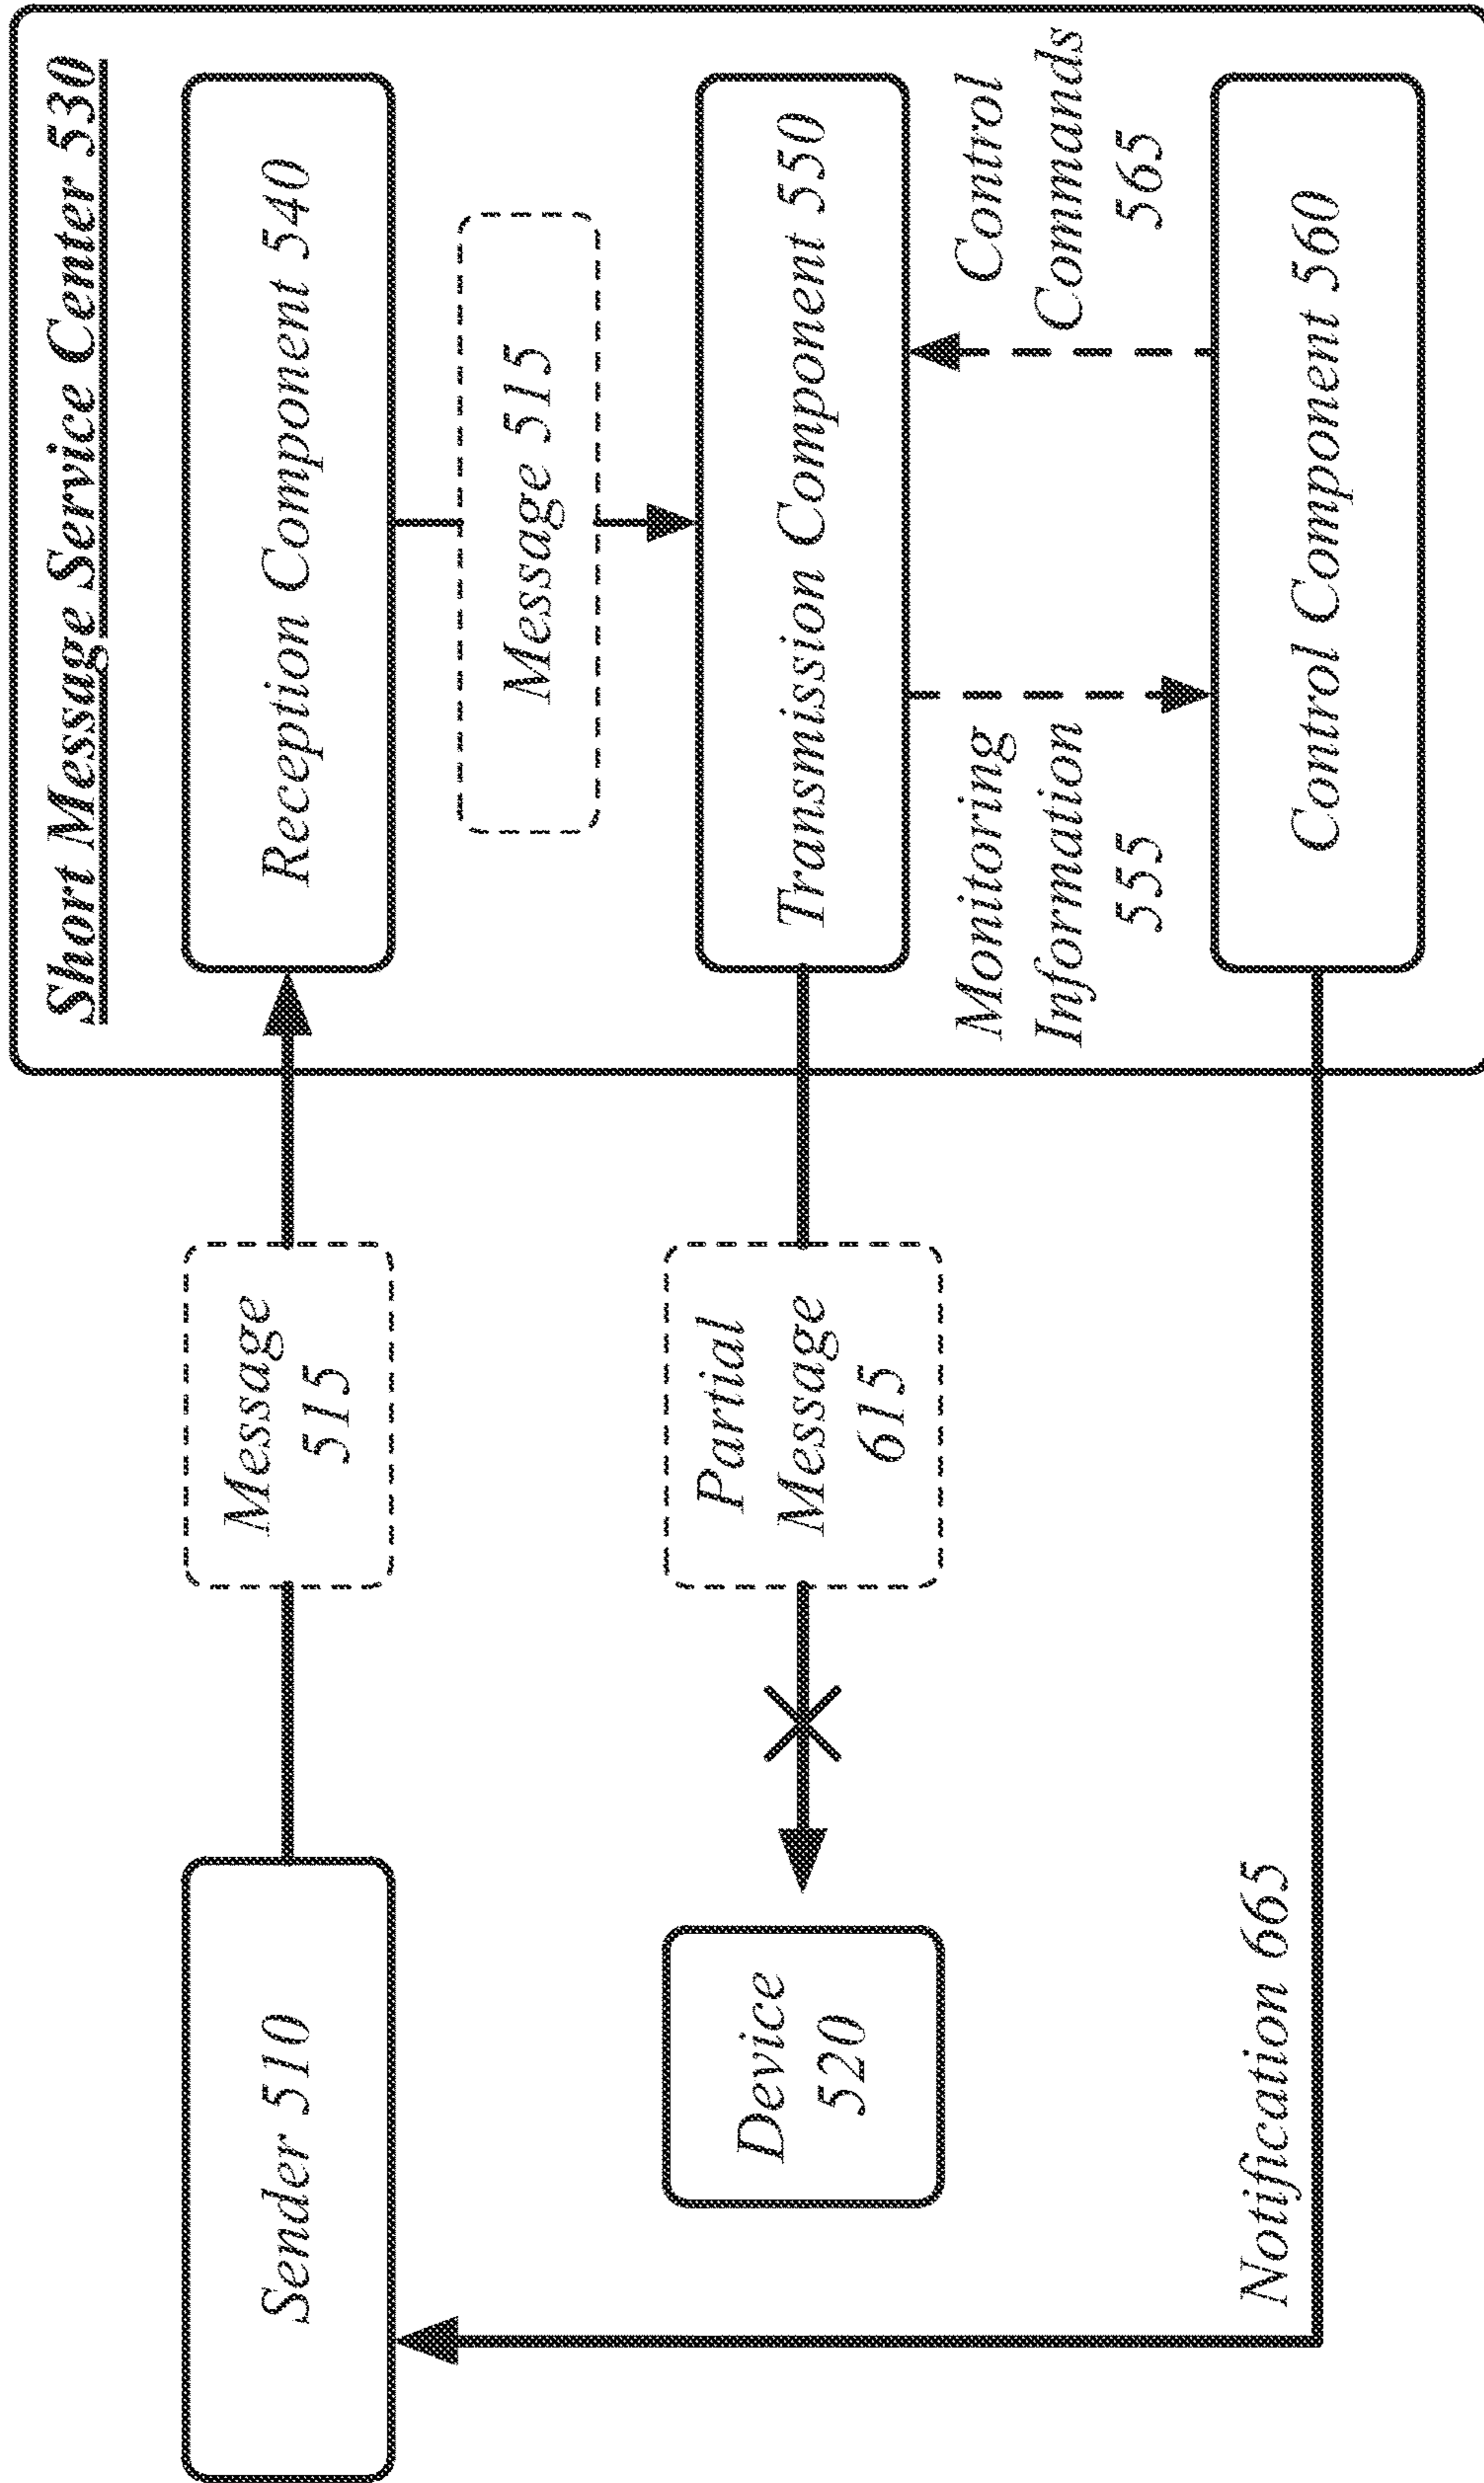 Short Message Service Center 530
Sender 510
Message
515
Reception Component 540
Message 515
Device
520
Partial
Message
615
Transmission Component 550
Monitoring
Information
555
Control
Commands
565
Notification 665
Control Component 560